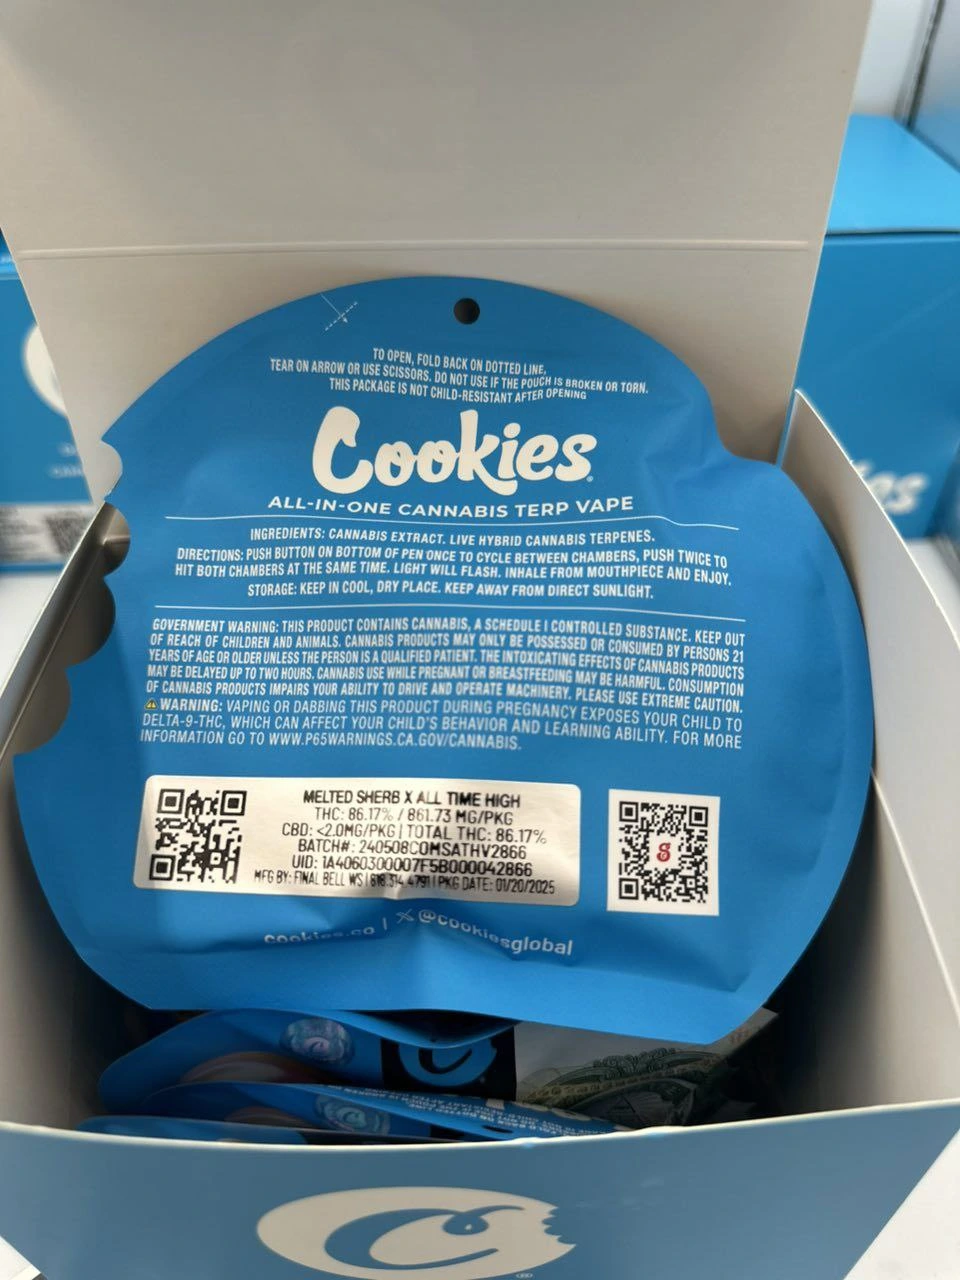 TO OPEN, FOLD BACK ON DOTTED LINE,
TEAR ON ARROW OR USE SCISSORS. DO NOT USE IF THE POUCH IS BROKEN OR TORN.
THIS PACKAGE IS NOT CHILD-RESISTANT AFTER OPENING
Cookies
ALL-IN-ONE CANNABIS TERP VAPE
INGREDIENTS: CANNABIS EXTRACT. LIVE HYBRID CANNABIS TERPENES.
DIRECTIONS: PUSH BUTTON ON BOTTOM OF PEN ONCE TO CYCLE BETWEEN CHAMBERS, PUSH TWICE TO
HIT BOTH CHAMBERS AT THE SAME TIME. LIGHT WILL FLASH. INHALE FROM MOUTHPIECE AND ENJOY.
STORAGE: KEEP IN COOL, DRY PLACE. KEEP AWAY FROM DIRECT SUNLIGHT.
GOVERNMENT WARNING: THIS PRODUCT CONTAINS CANNABIS, A SCHEDULE I CONTROLLED SUBSTANCE. KEEP OUT
OF REACH OF CHILDREN AND ANIMALS. CANNABIS PRODUCTS MAY ONLY BE POSSESSED OR CONSUMED BY PERSONS 21
YEARS OF AGE OR OLDER UNLESS THE PERSON IS A QUALIFIED PATIENT. THE INTOXICATING EFFECTS OF CANNABIS PRODUCTS
MAY BE DELAYED UP TO TWO HOURS. CANNABIS USE WHILE PREGNANT OR BREASTFEEDING MAY BE HARMFUL. CONSUMPTION
OF CANNABIS PRODUCTS IMPAIRS YOUR ABILITY TO DRIVE AND OPERATE MACHINERY. PLEASE USE EXTREME CAUTION.
⚠WARNING: VAPING OR DABBING THIS PRODUCT DURING PREGNANCY EXPOSES YOUR CHILD TO
DELTA-9-THC, WHICH CAN AFFECT YOUR CHILD'S BEHAVIOR AND LEARNING ABILITY. FOR MORE
INFORMATION GO TO WWW.P65WARNINGS.CA.GOV/CANNABIS.
MELTED SHERB X ALL TIME HIGH
THC: 86.17% / 861.73 MG/PKG
CBD: <2.0MG/PKG | TOTAL THC: 86.17%
BATCH#: 240508COMSATHV2866
UID: 1A4060300007F5B000042866
MFG BY: FINAL BELL WS | 818.314.4791 | PKG DATE: 01/20/2025
cookies.co | X @cookiesglobal